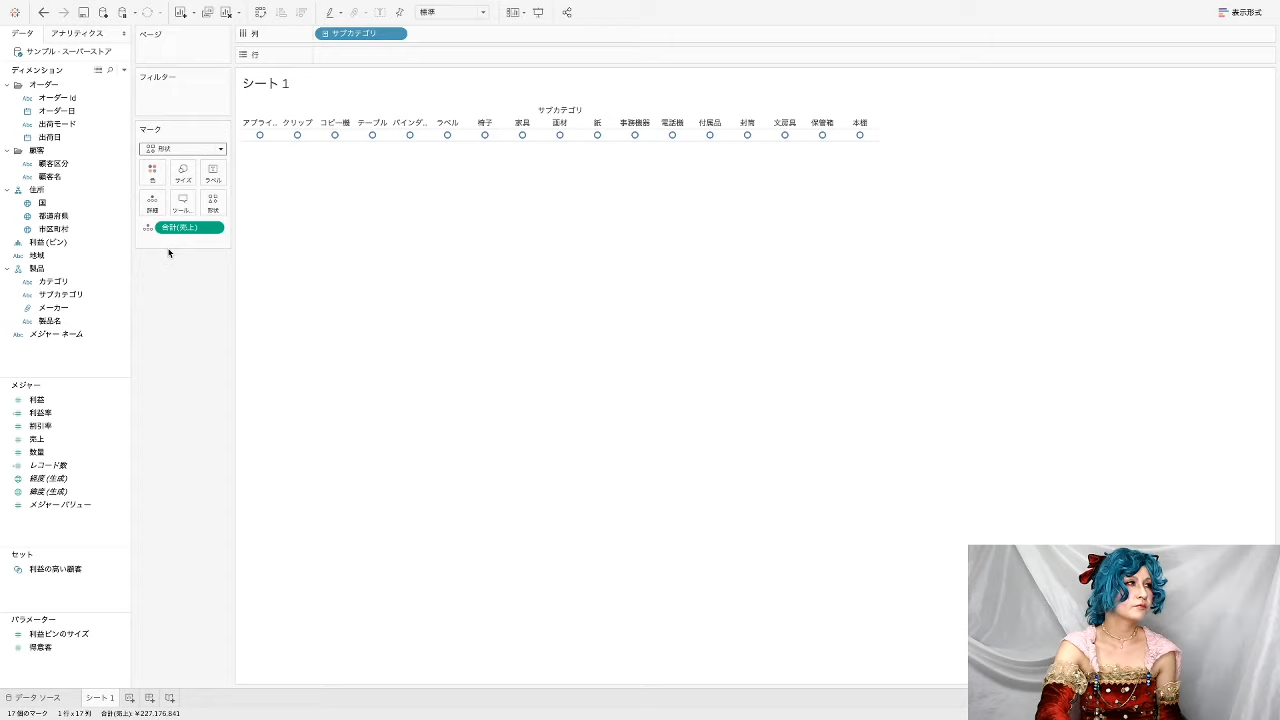 標準
表示形式
データ
アナリティクス
サンプル - スーパーストア
ディメンション
オーダー
Abc オーダー Id
オーダー日
Abc 出荷モード
出荷日
顧客
Abc 顧客区分
Abc 顧客名
住所
国
都道府県
市区町村
利益 (ビン)
Abc 地域
製品
Abc カテゴリ
Abc サブカテゴリ
メーカー
Abc 製品名
Abc メジャー ネーム
メジャー
利益
利益率
割引率
売上
数量
レコード数
経度 (生成)
緯度 (生成)
メジャー バリュー
セット
利益の高い顧客
パラメーター
利益ビンのサイズ
得意客
ページ
フィルター
マーク
形状
色 サイズ ラベル
詳細 ツール... 形状
合計(売上)
列 サブカテゴリ
行
シート 1
サブカテゴリ
アプライ... クリップ コピー機 テーブル バインダ... ラベル 椅子 家具 画材 紙 事務機器 電話機 付属品 封筒 文房具 保管箱 本棚
データ ソース シート 1
17 個のマーク 1 行 x 17 列 合計(売上): ¥227,176,841